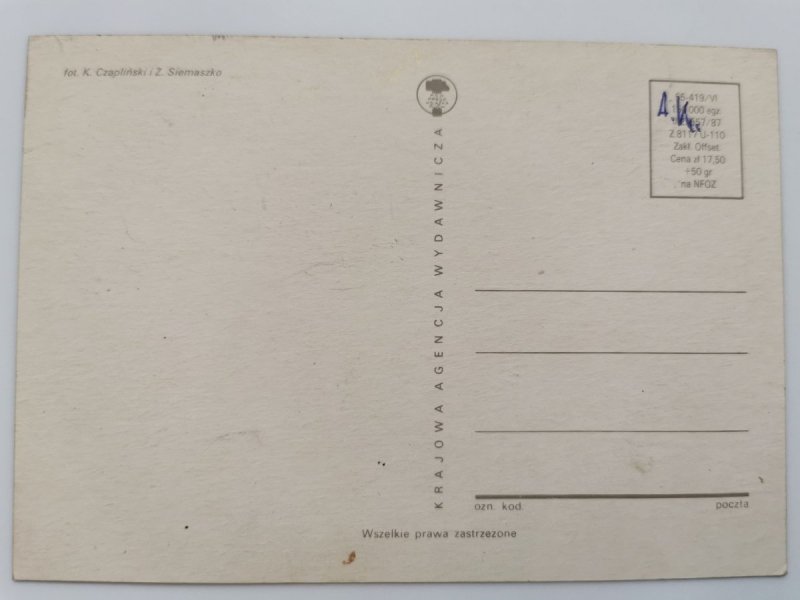 fot. K. Czapliński i Z. Siemaszko
KRAJOWA AGENCJA WYDAWNICZA
Z 811 / U-110
Zakł. Offset.
Cena zł 17,50
+50 gr
na NFOZ
ozn. kod.
poczta
Wszelkie prawa zastrzeżone